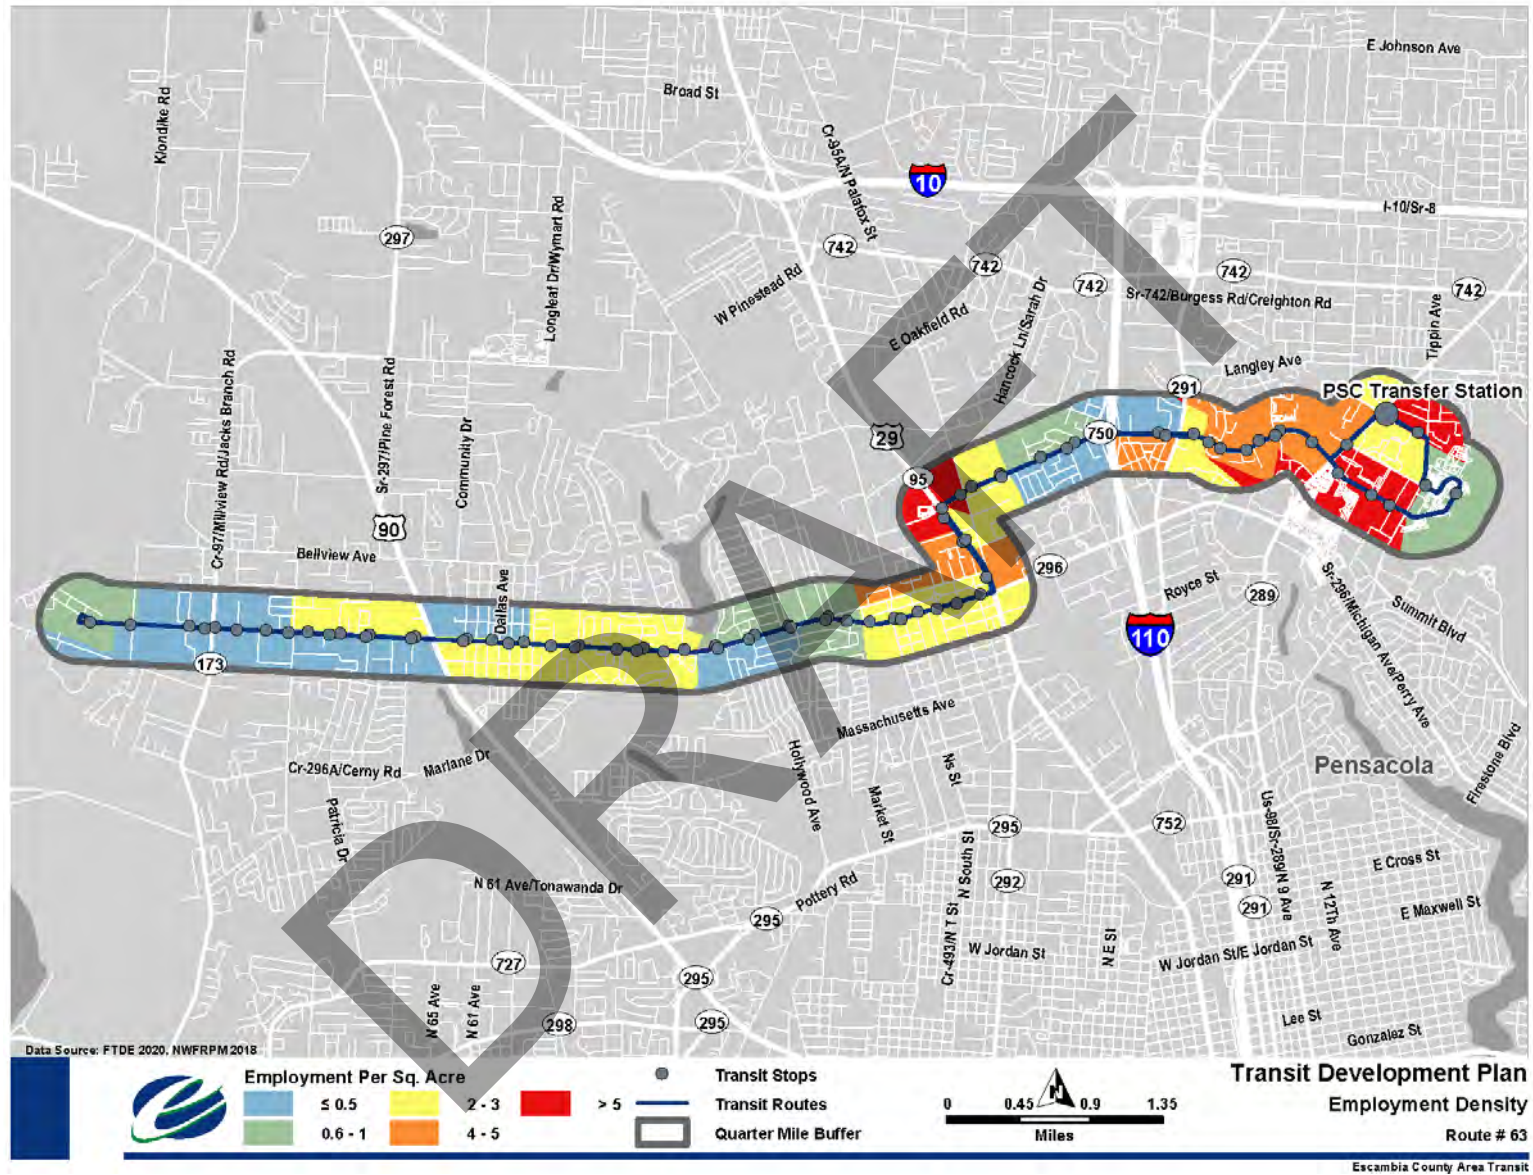 E Johnson Ave
Broad St
Klondike Rd
Cr-95A/N Palafox St
10
I-10/Sr-8
297
Longleaf Dr/Wymart Rd
742
742
742
742
742
W Pinestead Rd
Sr-742/Burgess Rd/Creighton Rd
Hancock Ln/Sarah Dr
E Oakfield Rd
Tippin Ave
Langley Ave
Cr-97/Millview Rd/Jacks Branch Rd
Sr-297/Pine Forest Rd
Community Dr
291
PSC Transfer Station
29
750
95
90
Bellview Ave
Dallas Ave
296
Royce St
289
Sr-296/Michigan Ave/Perry Ave
Summit Blvd
110
173
Massachusetts Ave
Cr-296A/Cerny Rd
Marlane Dr
Hollywood Ave
Ns St
Pensacola
Firestone Blvd
Patricia Dr
Market St
295
752
Us-98/Sr-289/N 9 Ave
N South St
E Cross St
N 61 Ave/Tonawanda Dr
Pottery Rd
292
291
291
N 12Th Ave
E Maxwell St
295
Cr-493/N T St
W Jordan St
N E St
W Jordan St/E Jordan St
727
295
N 65 Ave
N 61 Ave
298
295
Lee St
Gonzalez St
DRAFT
Data Source: FTDE 2020, NWFRPM 2018
Employment Per Sq. Acre
≤ 0.5
2 - 3
> 5
0.6 - 1
4 - 5
Transit Stops
Transit Routes
Quarter Mile Buffer
N
0 0.45 0.9 1.35
Miles
Transit Development Plan
Employment Density
Route # 63
Escambia County Area Transit